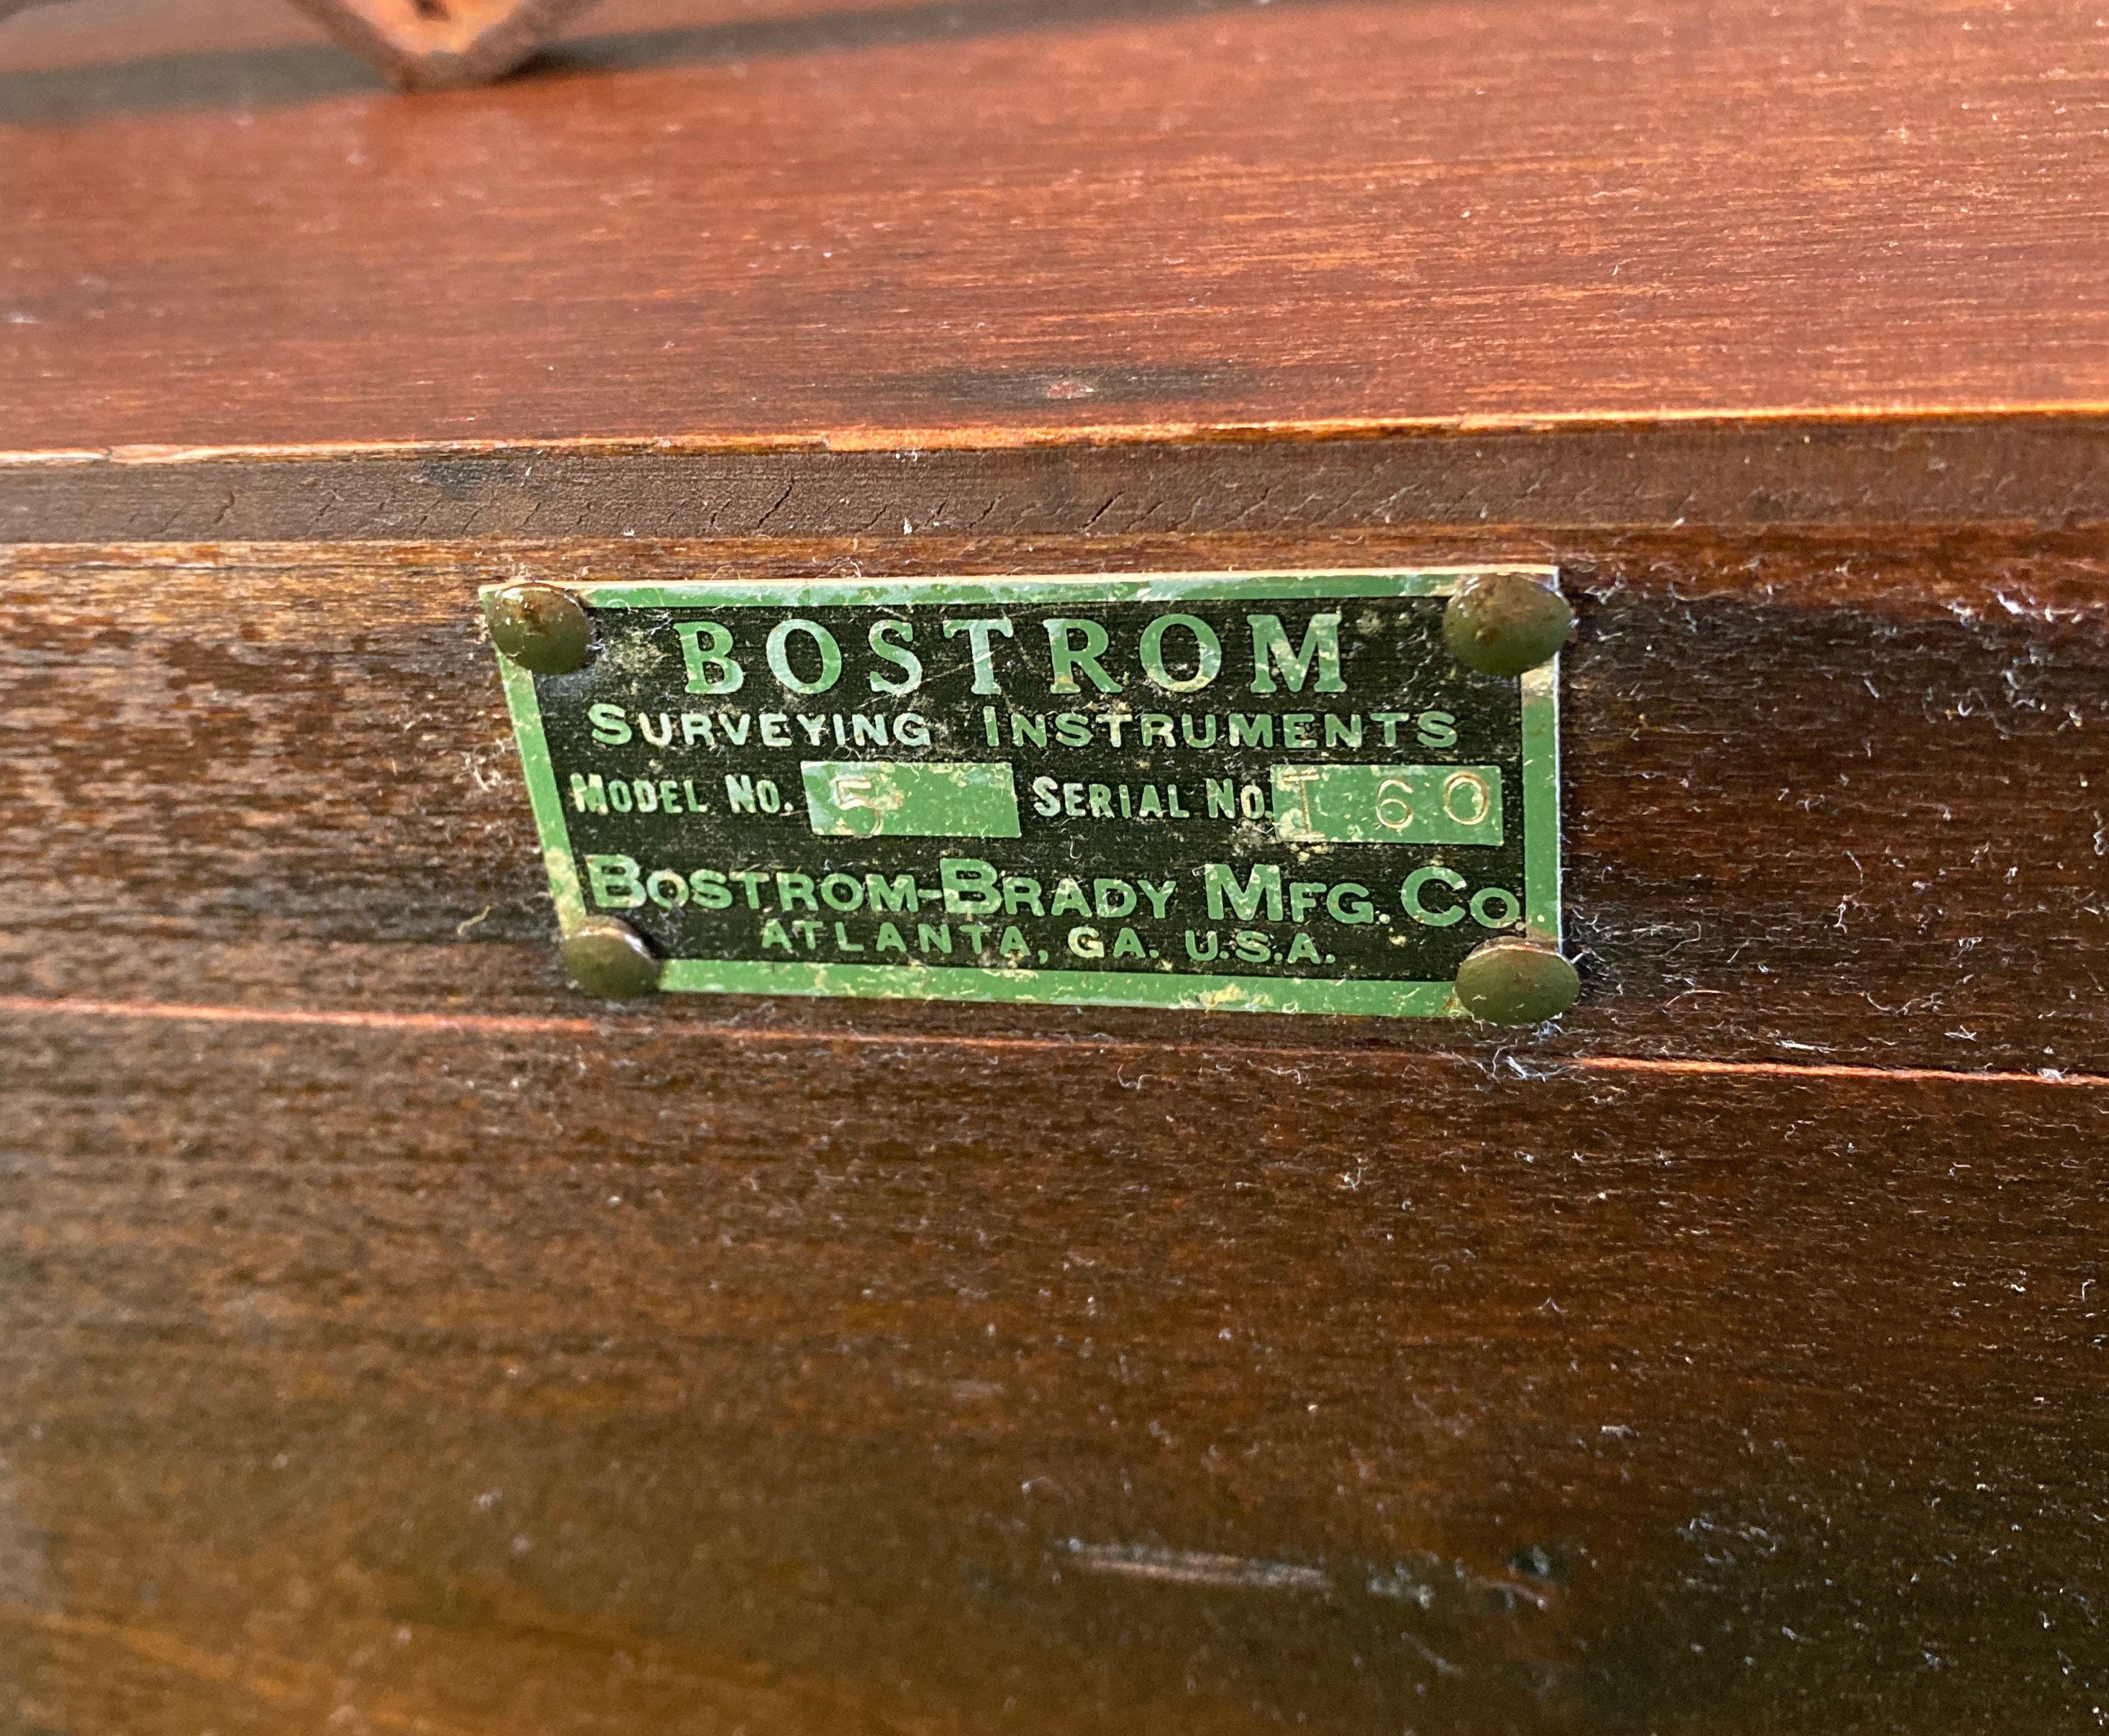 BOSTROM
SURVEYING INSTRUMENTS
MODEL NO. 5 SERIAL NO. I 60
BOSTROM-BRADY MFG. CO.
ATLANTA, GA. U.S.A.